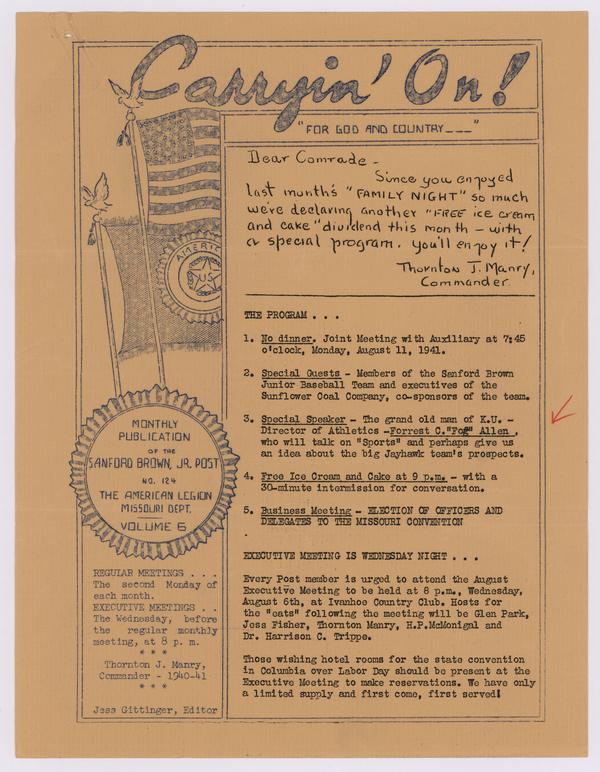 Carryin' On!
"FOR GOD AND COUNTRY___"
Dear Comrade -
Since you enjoyed
last month's "FAMILY NIGHT" so much
we're declaring another "FREE ice cream
and cake" dividend this month - with
a special program. you'll enjoy it!
Thornton J. Manry,
Commander
AMERIC
US
THE PROGRAM . . .
1. No dinner. Joint Meeting with Auxiliary at 7:45
o'clock, Monday, August 11, 1941.
2. Special Guests - Members of the Sanford Brown
Junior Baseball Team and executives of the
Sunflower Coal Company, co-sponsors of the team.
3. Special Speaker - The grand old man of K.U. -
Director of Athletics -Forrest C."Fog" Allen ,
who will talk on "Sports" and perhaps give us
an idea about the big Jayhawk team's prospects.
4. Free Ice Cream and Cake at 9 p.m. - with a
30-minute intermission for conversation.
5. Business Meeting - ELECTION OF OFFICERS AND
DELEGATES TO THE MISSOURI CONVENTION
EXECUTIVE MEETING IS WEDNESDAY NIGHT . . .
Every Post member is urged to attend the August
Executive Meeting to be held at 8 p.m., Wednesday,
August 6th, at Ivanhoe Country Club. Hosts for
the "eats" following the meeting will be Glen Park,
Jess Fisher, Thornton Manry, H.P.McMonigal and
Dr. Harrison C. Trippe.
Those wishing hotel rooms for the state convention
in Columbia over Labor Day should be present at the
Executive Meeting to make reservations. We have only
a limited supply and first come, first served!
MONTHLY
PUBLICATION
OF THE
SANFORD BROWN, JR. POST
NO. 124
THE AMERICAN LEGION
MISSOURI DEPT.
VOLUME 6
REGULAR MEETINGS . . .
The second Monday of
each month.
EXECUTIVE MEETINGS . .
The Wednesday, before
the regular monthly
meeting, at 8 p. m.
* * *
Thornton J. Manry,
Commander - 1940-41
* * *
Jess Gittinger, Editor